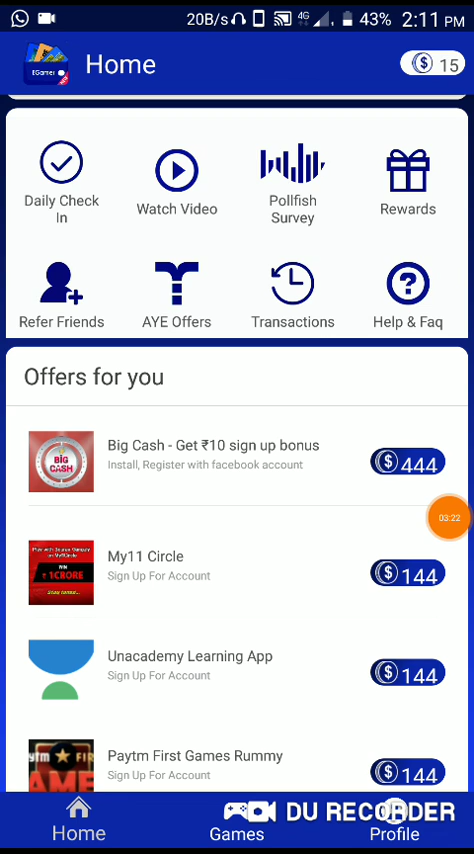 20B/s 4G 43% 2:11 PM
EGamer
Home
15
Daily Check
In
Watch Video
Pollfish
Survey
Rewards
Refer Friends
AYE Offers
Transactions
Help & Faq
Offers for you
Big Cash - Get ₹10 sign up bonus
Install, Register with facebook account
BIG
CASH
444
03:22
My11 Circle
Sign Up For Account
WIN
₹ 1CRORE
144
Unacademy Learning App
Sign Up For Account
144
Paytm First Games Rummy
Sign Up For Account
144
DU RECORDER
Home
Games
Profile